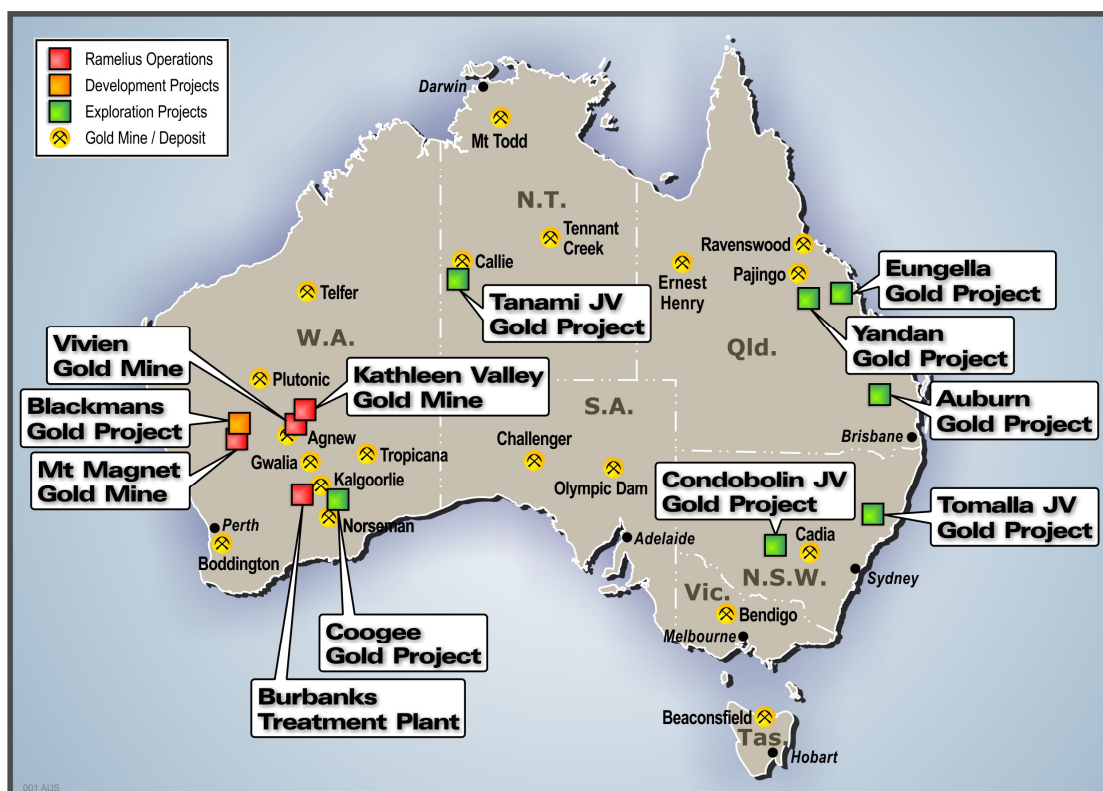 Ramelius Operations
Development Projects
Exploration Projects
Gold Mine / Deposit
Darwin
Mt Todd
N.T.
Tennant
Creek
Callie
Tanami JV
Gold Project
Ravenswood
Pajingo
Ernest
Henry
Eungella
Gold Project
Yandan
Gold Project
Qld.
Telfer
W.A.
Vivien
Gold Mine
Plutonic
Kathleen Valley
Gold Mine
Blackmans
Gold Project
Mt Magnet
Gold Mine
Agnew
Gwalia
Tropicana
Kalgoorlie
Norseman
Perth
Boddington
Coogee
Gold Project
Burbanks
Treatment Plant
S.A.
Challenger
Olympic Dam
Adelaide
Auburn
Gold Project
Brisbane
Condobolin JV
Gold Project
Tomalla JV
Gold Project
Cadia
N.S.W.
Sydney
Vic.
Bendigo
Melbourne
Beaconsfield
Tas.
Hobart
001 AUS